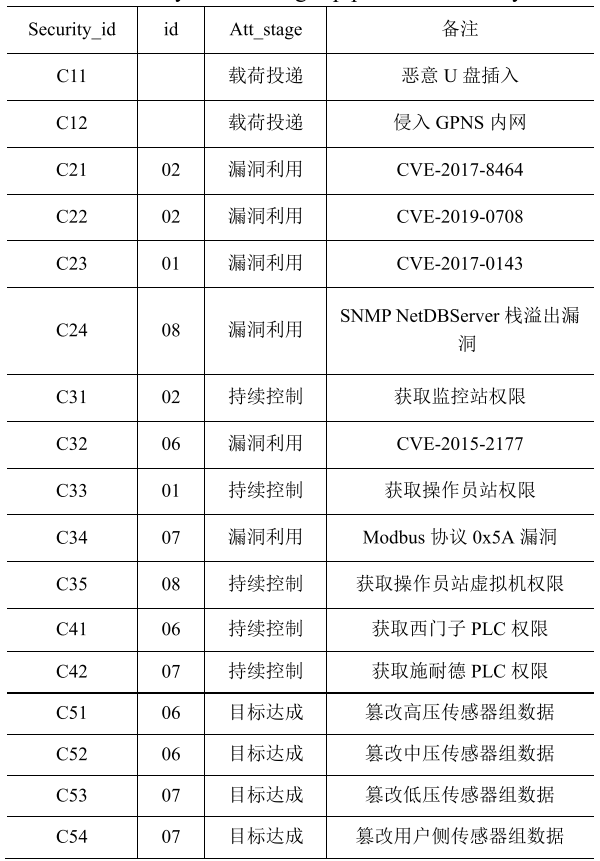 Security_id id Att_stage 备注
C11 载荷投递 恶意 U 盘插入
C12 载荷投递 侵入 GPNS 内网
C21 02 漏洞利用 CVE-2017-8464
C22 02 漏洞利用 CVE-2019-0708
C23 01 漏洞利用 CVE-2017-0143
C24 08 漏洞利用 SNMP NetDBServer 栈溢出漏
洞
C31 02 持续控制 获取监控站权限
C32 06 漏洞利用 CVE-2015-2177
C33 01 持续控制 获取操作员站权限
C34 07 漏洞利用 Modbus 协议 0x5A 漏洞
C35 08 持续控制 获取操作员站虚拟机权限
C41 06 持续控制 获取西门子 PLC 权限
C42 07 持续控制 获取施耐德 PLC 权限
C51 06 目标达成 篡改高压传感器组数据
C52 06 目标达成 篡改中压传感器组数据
C53 07 目标达成 篡改低压传感器组数据
C54 07 目标达成 篡改用户侧传感器组数据